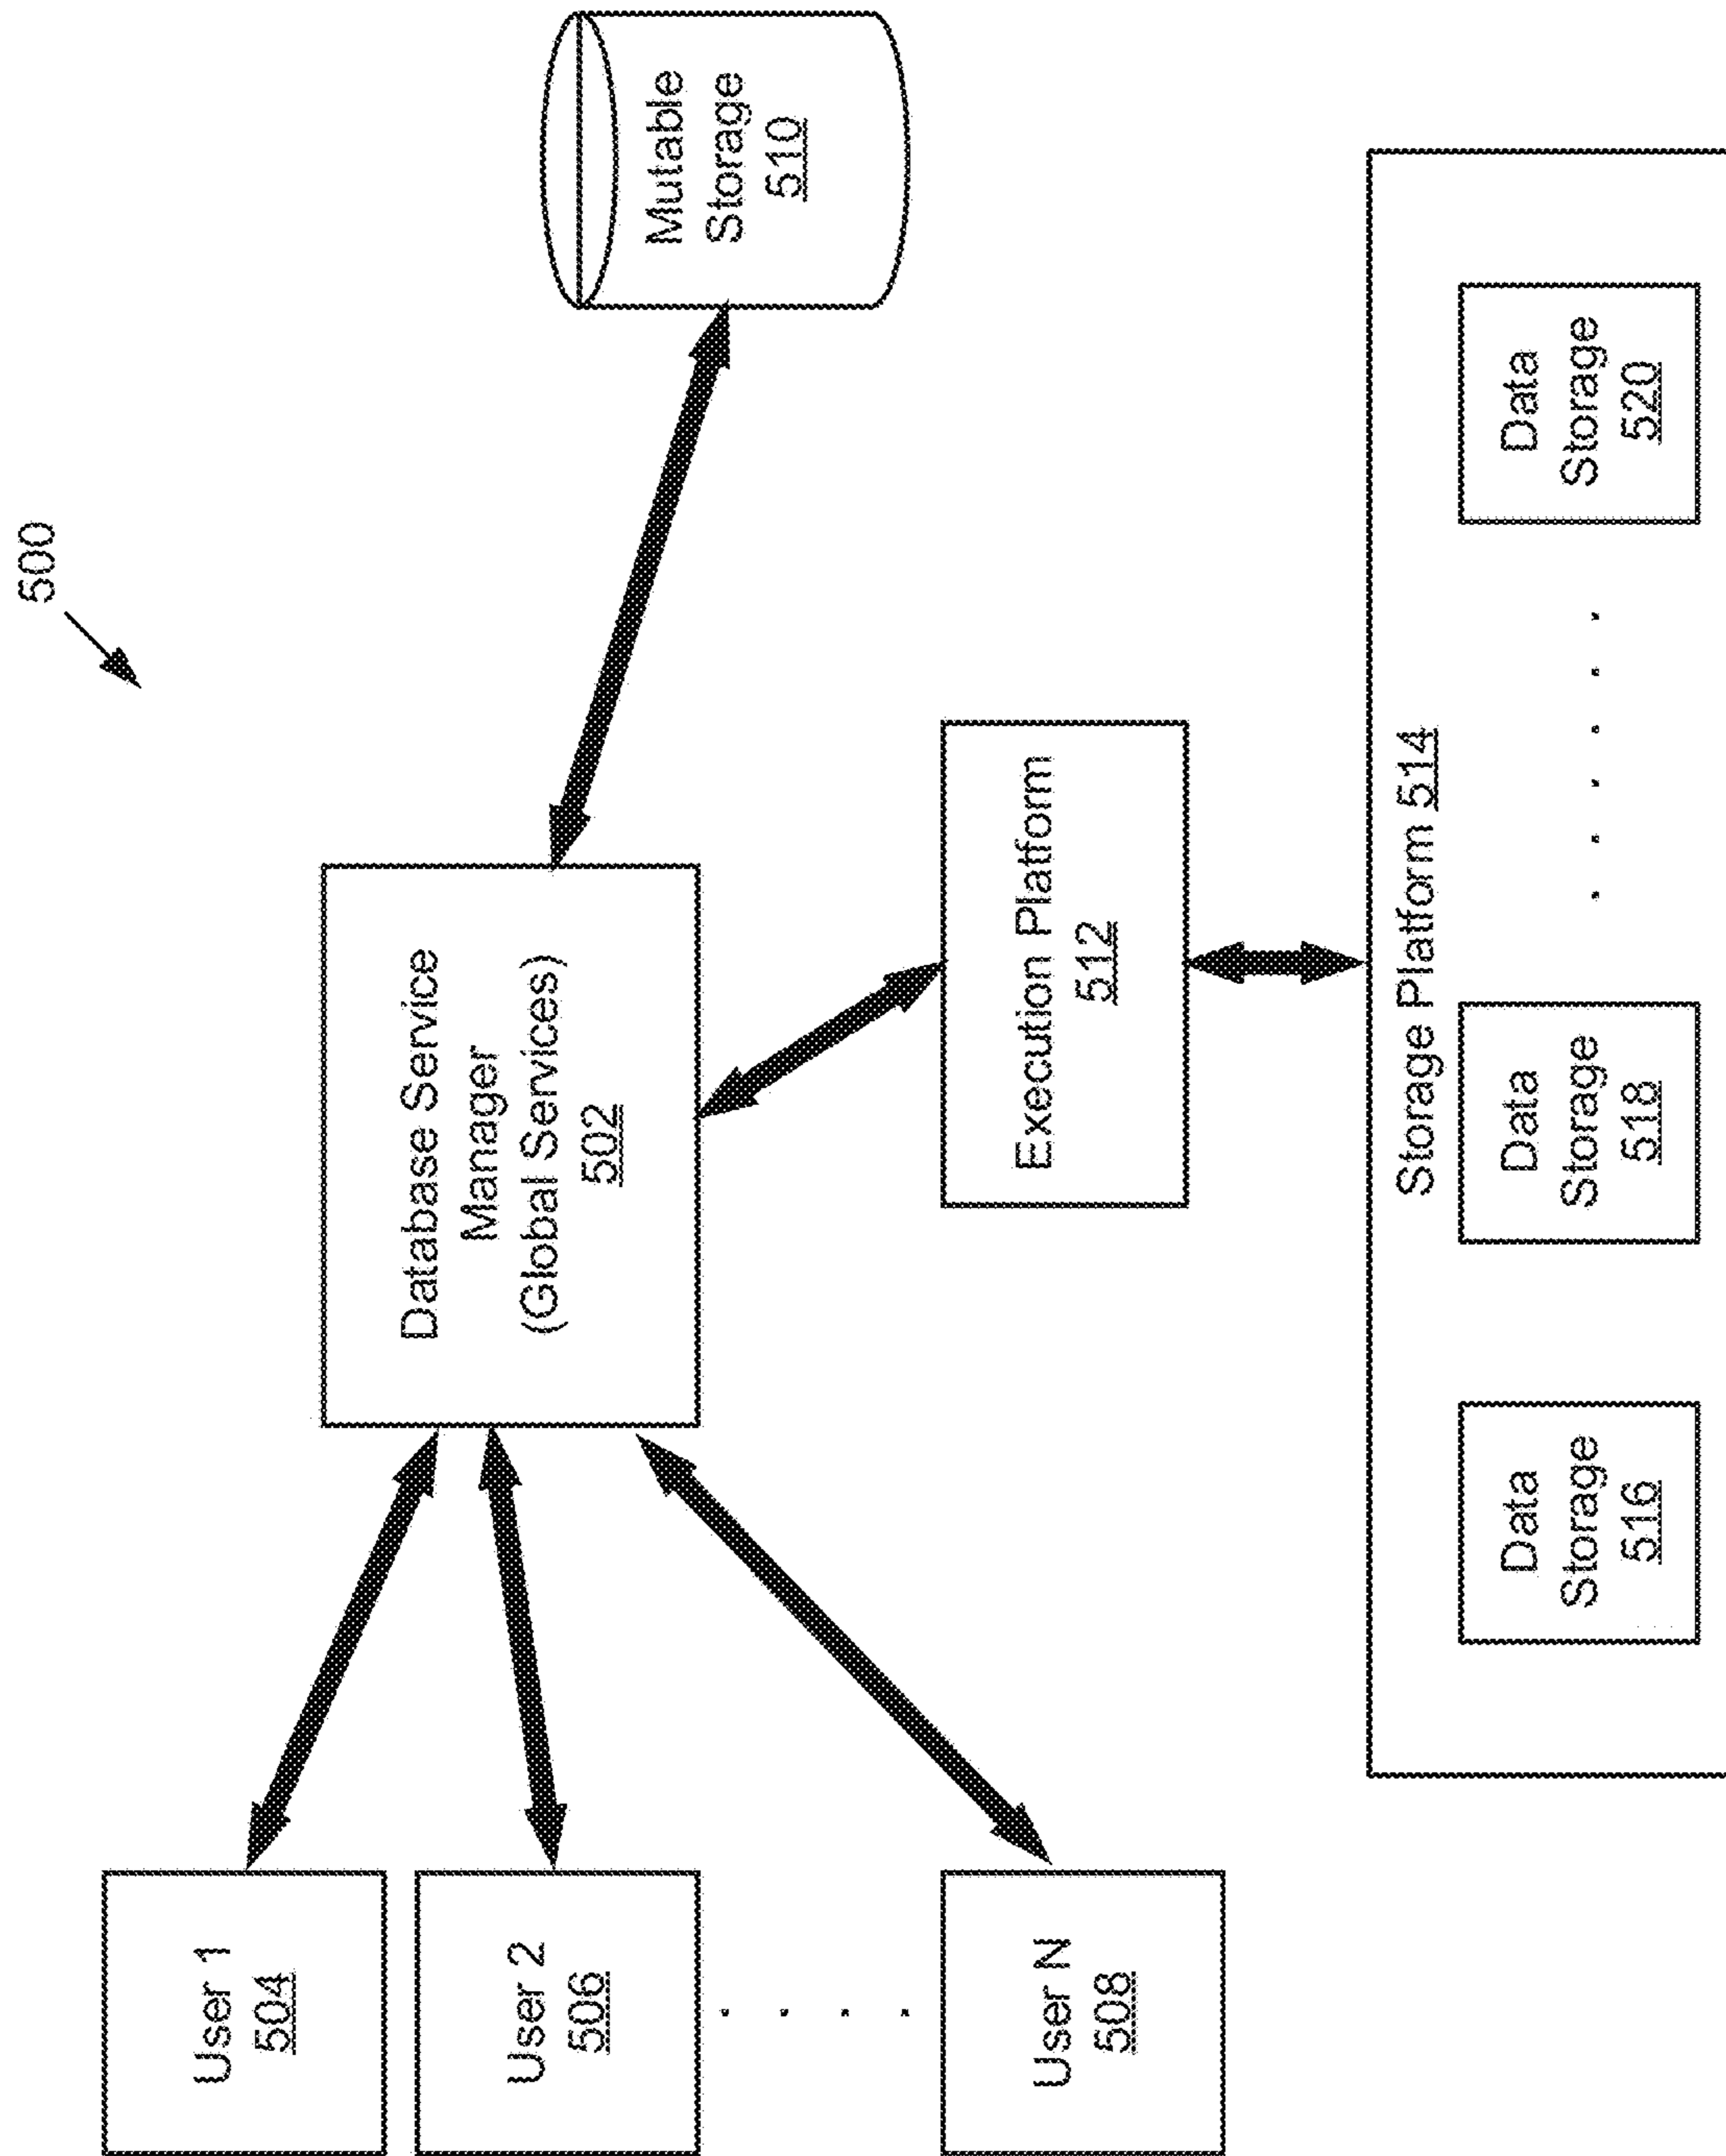 500
User 1
504
User 2
506
User N
508
Database Service
Manager
(Global Services)
502
Mutable
Storage
510
Execution Platform
512
Storage Platform 514
Data
Storage
516
Data
Storage
518
Data
Storage
520